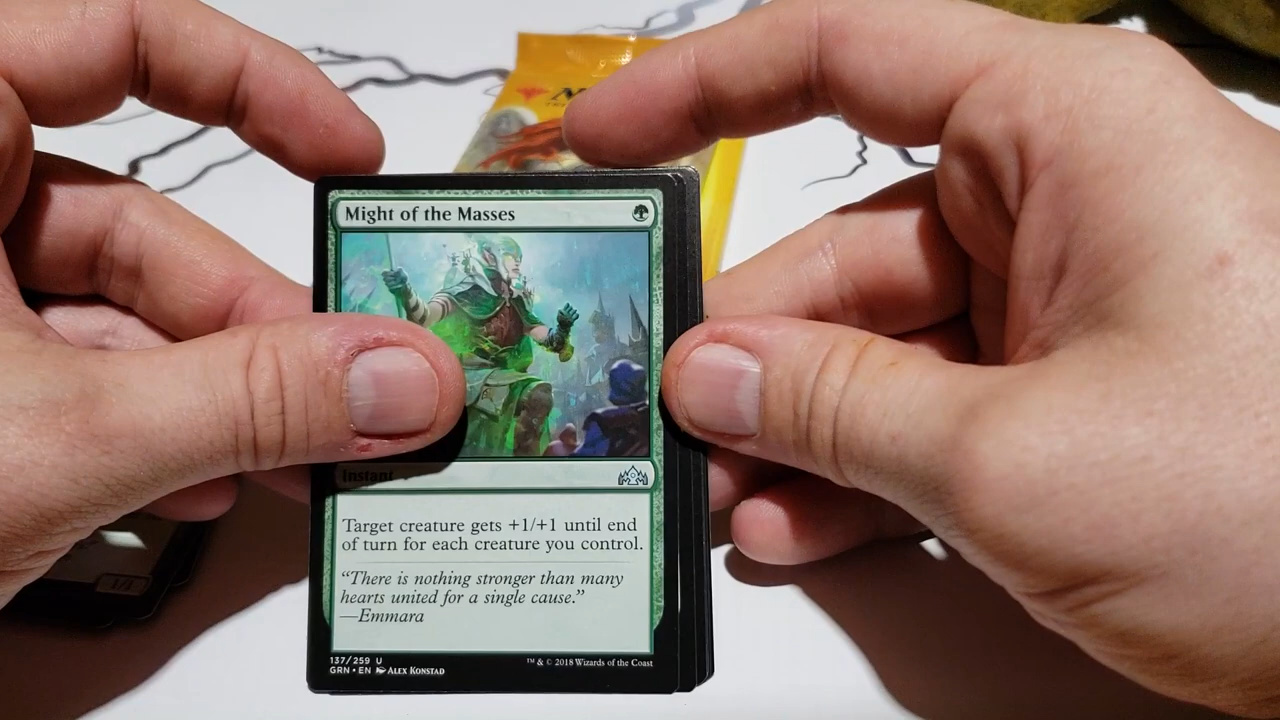 Might of the Masses
Instant
Target creature gets +1/+1 until end
of turn for each creature you control.
“There is nothing stronger than many
hearts united for a single cause.”
—Emmara
137/259 U
GRN • EN ALEX KONSTAD
™ & © 2018 Wizards of the Coast
1/1